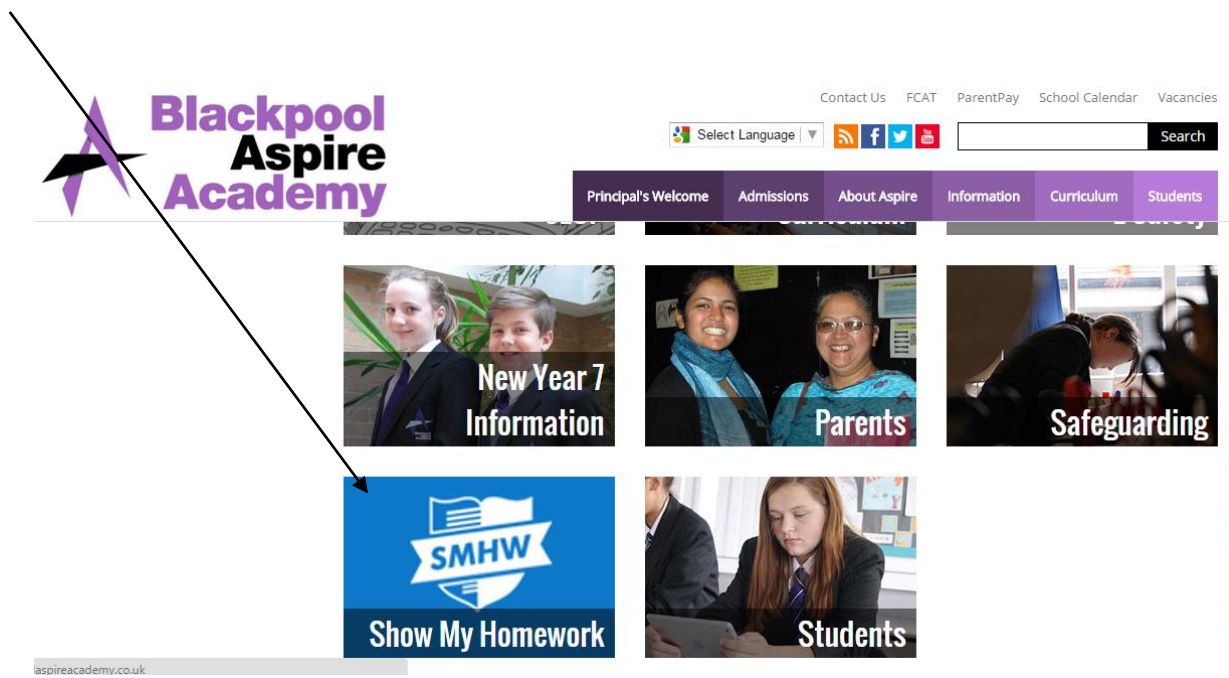 Contact Us FCAT ParentPay School Calendar Vacancies
Blackpool
Aspire
Academy
Select Language
You
Search
Principal's Welcome Admissions About Aspire Information Curriculum Students
New Year 7
Information
Parents
Safeguarding
SMHW
Show My Homework
Students
aspireacademy.co.uk